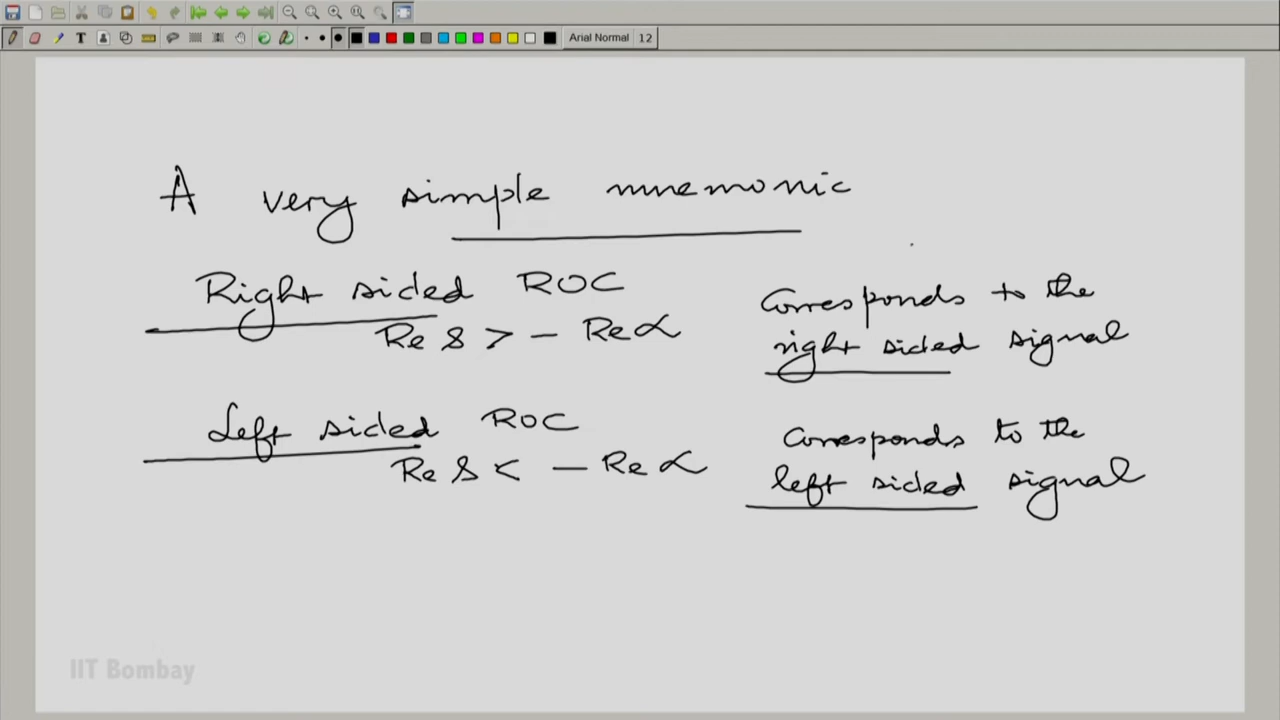 Arial Normal 12
A very simple mnemonic
Right sided ROC
Re s > - Re α
Corresponds to the
right sided signal
Left sided ROC
Re s < - Re α
Corresponds to the
left sided signal
IIT Bombay